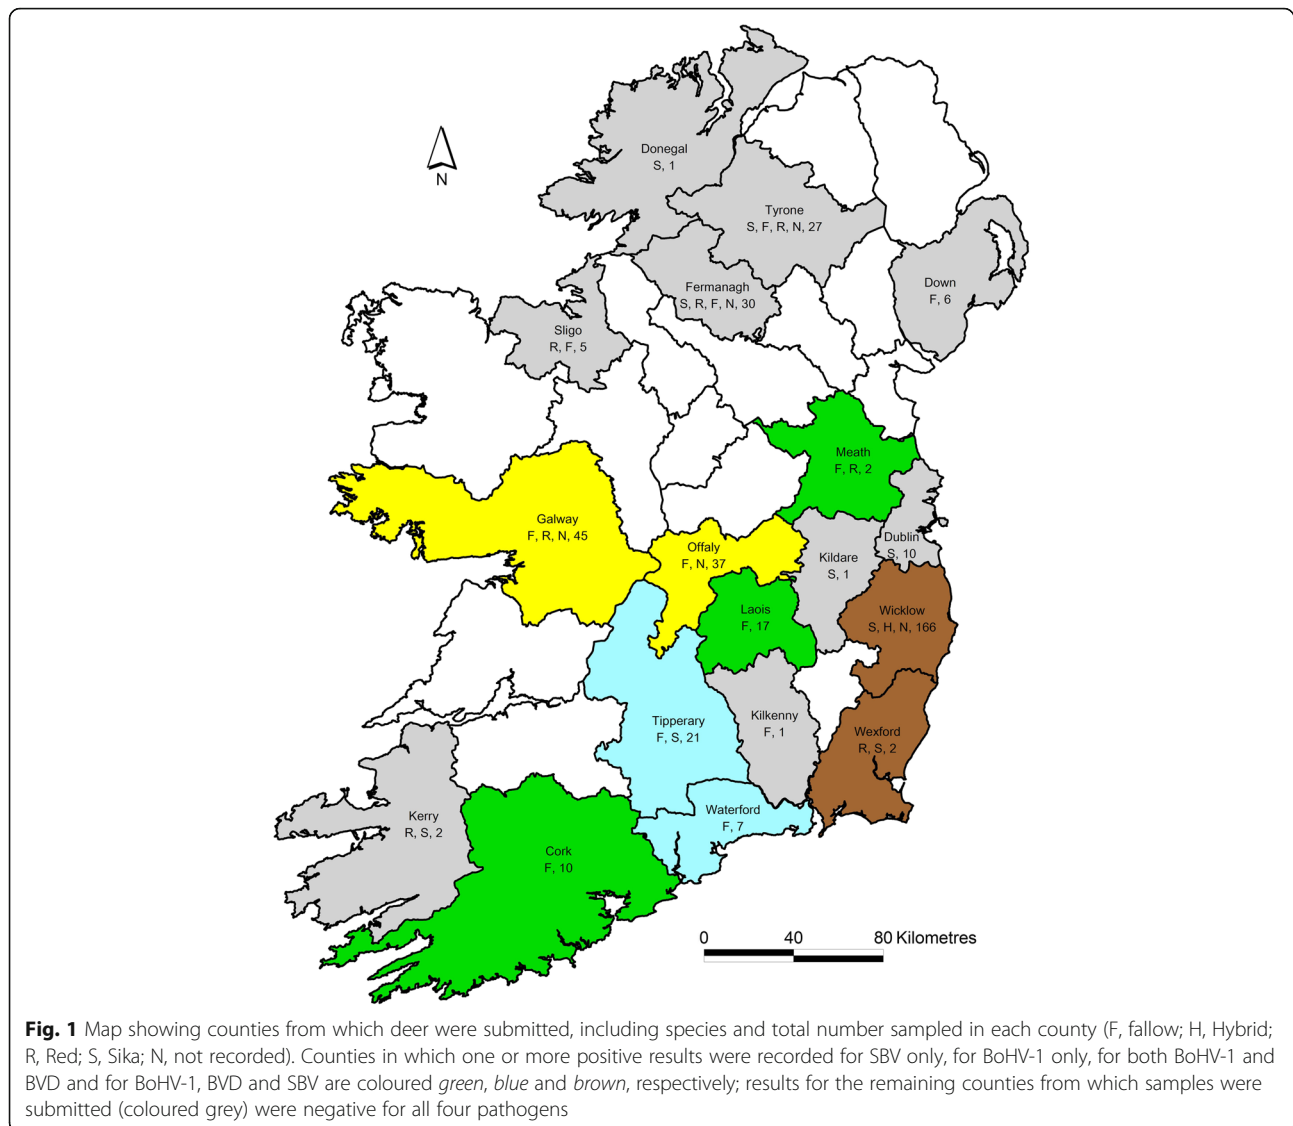 Donegal
S, 1
N
Tyrone
S, F, R, N, 27
Down
F, 6
Fermanagh
S, R, F, N, 30
Sligo
R, F, 5
Meath
F, R, 2
Galway
F, R, N, 45
Offaly
F, N, 37
Dublin
S, 10
Kildare
S, 1
Laois
F, 17
Wicklow
S, H, N, 166
Tipperary
F, S, 21
Kilkenny
F, 1
Wexford
R, S, 2
Waterford
F, 7
Kerry
R, S, 2
Cork
F, 10
0 40 80 Kilometres
Fig. 1 Map showing counties from which deer were submitted, including species and total number sampled in each county (F, fallow; H, Hybrid;
R, Red; S, Sika; N, not recorded). Counties in which one or more positive results were recorded for SBV only, for BoHV-1 only, for both BoHV-1 and
BVD and for BoHV-1, BVD and SBV are coloured green, blue and brown, respectively; results for the remaining counties from which samples were
submitted (coloured grey) were negative for all four pathogens